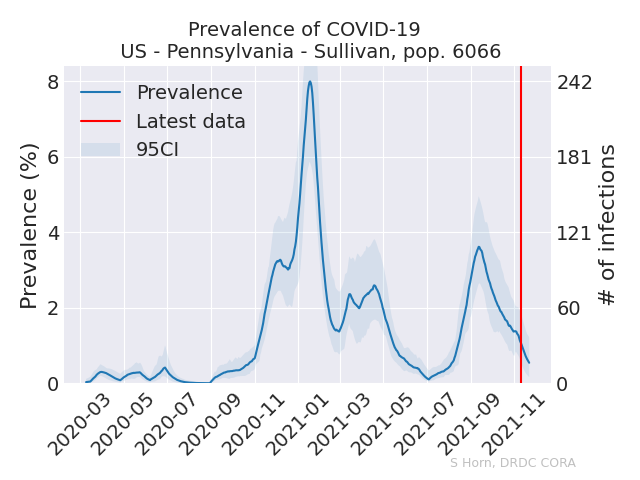 Prevalence of COVID-19
US - Pennsylvania - Sullivan, pop. 6066
Prevalence
Latest data
95CI
Prevalence (%)
8
6
4
2
0
242
181
121
60
0
# of infections
2020-03
2020-05
2020-07
2020-09
2020-11
2021-01
2021-03
2021-05
2021-07
2021-09
2021-11
S Horn, DRDC CORA